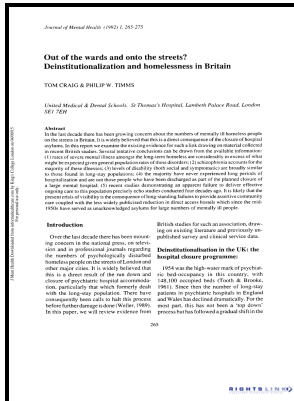 Journal of Mental Health (1992) 1, 265-275
Out of the wards and onto the streets?
Deinstitutionalization and homelessness in Britain
TOM CRAIG & PHILIP W. TIMMS
United Medical & Dental Schools, St Thomas's Hospital, Lambeth Palace Road, London
SE1 7EH
Abstract
In the last decade there has been growing concern about the numbers of mentally ill homeless people
on the streets in Britain. It is widely believed that this is a direct consequence of the closure of hospital
asylums. In this report we examine the existing evidence for such a link drawing on material collected
in recent British studies. Several tentative conclusions can be drawn from the available information:
(1) rates of severe mental illness amongst the long-term homeless are considerably in excess of what
might be expected given general population rates of these disorders; (2) schizophrenia accounts for the
majority of these illnesses; (3) levels of disability (both social and symptomatic) are broadly similar
to those found in long-stay populations; (4) the majority have never experienced long periods of
hospitalization and are not those people who have been discharged as part of the planned closure of
a large mental hospital; (5) recent studies demonstrating an apparent failure to deliver effective
ongoing care to this population precisely echo studies conducted four decades ago. It is likely that the
present crisis of visibility is the consequence of long-standing failures to provide assertive community
care coupled with the less widely publicised reduction in direct access hostels which since the mid-
1950s have served as unacknowledged asylums for large numbers of mentally ill people.
Introduction
Over the last decade there has been mount-
ing concern in the national press, on televi-
sion and in professional journals regarding
the numbers of psychologically disturbed
homeless people on the streets of London and
other major cities. It is widely believed that
this is a direct result of the run down and
closure of psychiatric hospital accommoda-
tion, particularly that which formerly dealt
with the long-stay population. There have
consequently been calls to halt this process
before further damage is done (Weller, 1989).
In this paper, we will review evidence from
British studies for such an association, draw-
ing on existing literature and previously un-
published survey and clinical service data.
Deinstitutionalisation in the UK: the
hospital closure programme:
1954 was the high-water mark of psychiat-
ric bed-occupancy in this country, with
148,100 occupied beds (Tooth & Brooke,
1961). Since then the number of long-stay
patients in psychiatric hospitals in England
and Wales has declined dramatically. For the
most part, this has not been a 'top down'
process but has followed a gradual shift in the
265
RIGHTSLINK